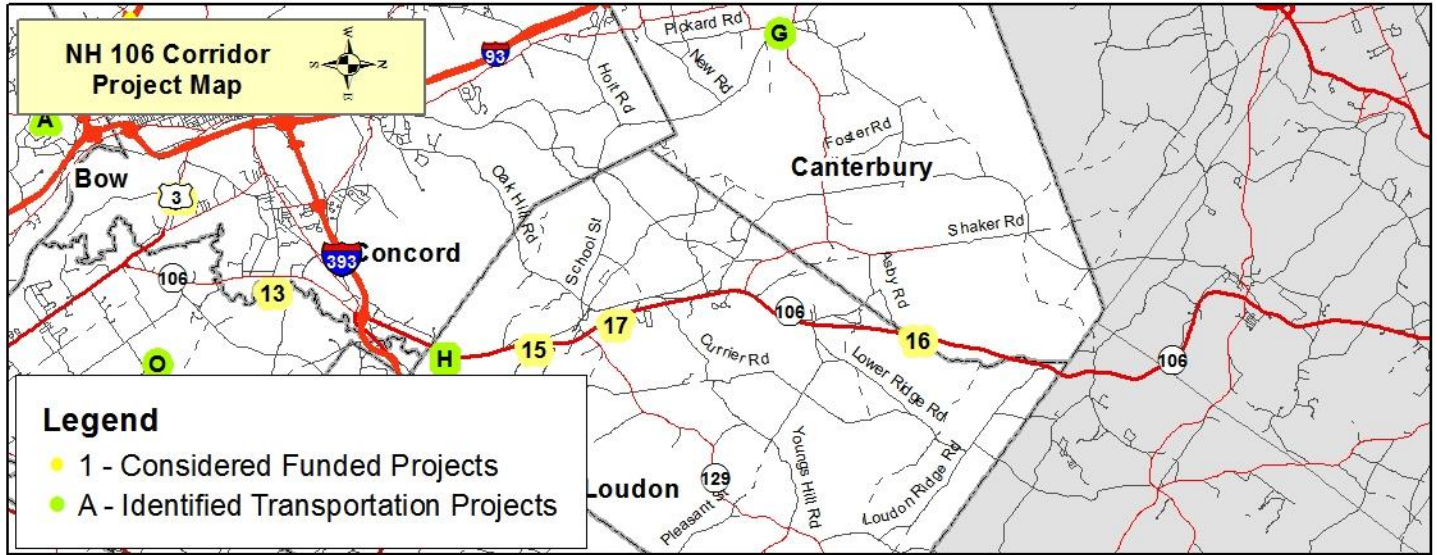 NH 106 Corridor
Project Map
W
S
N
E
93
Pickard Rd
G
New Rd
Hoit Rd
A
Bow
3
Foster Rd
Canterbury
Oak Hill Rd
School St
Shaker Rd
Concord
393
Asby Rd
106
13
106
17
15
16
H
O
Currier Rd
Lower Ridge Rd
106
Legend
1 - Considered Funded Projects
A - Identified Transportation Projects
Loudon
129
Pleasant St
Youngs Hill Rd
Loudon Ridge Rd